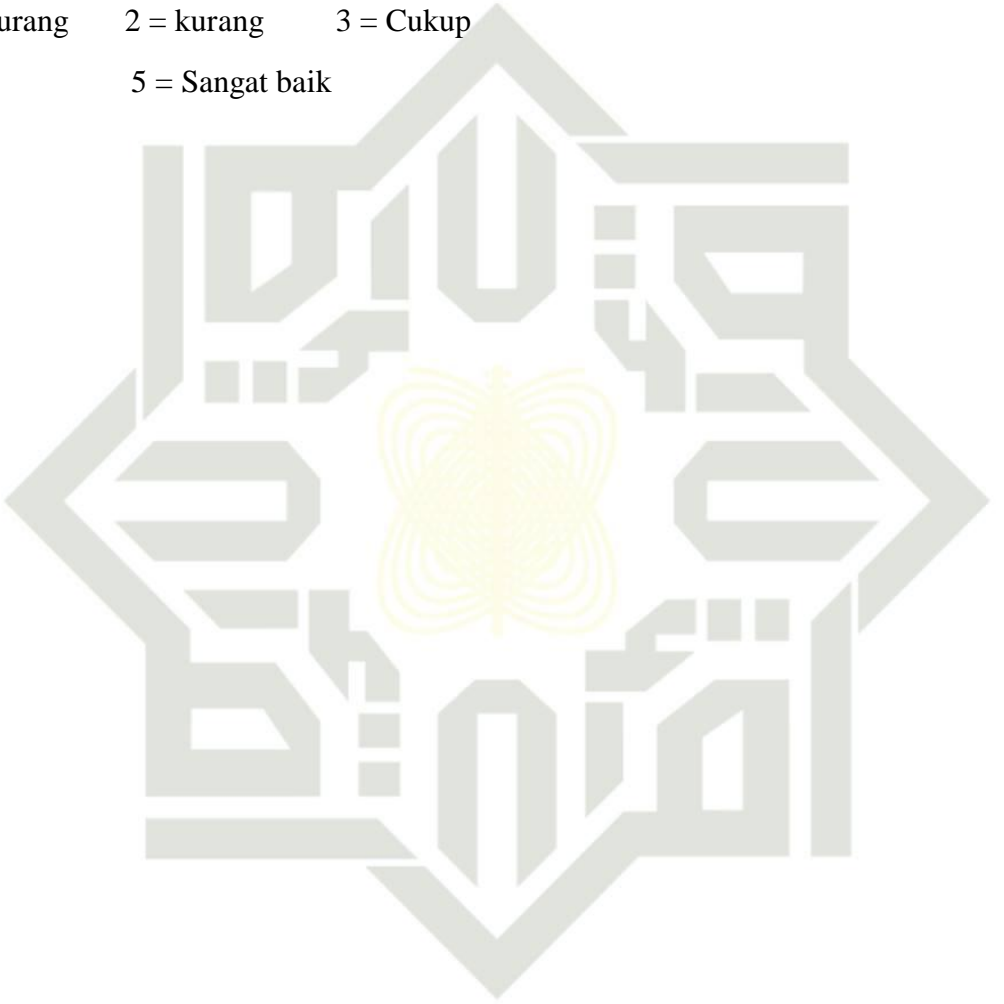 urang 2 = kurang 3 = Cukup
5 = Sangat baik